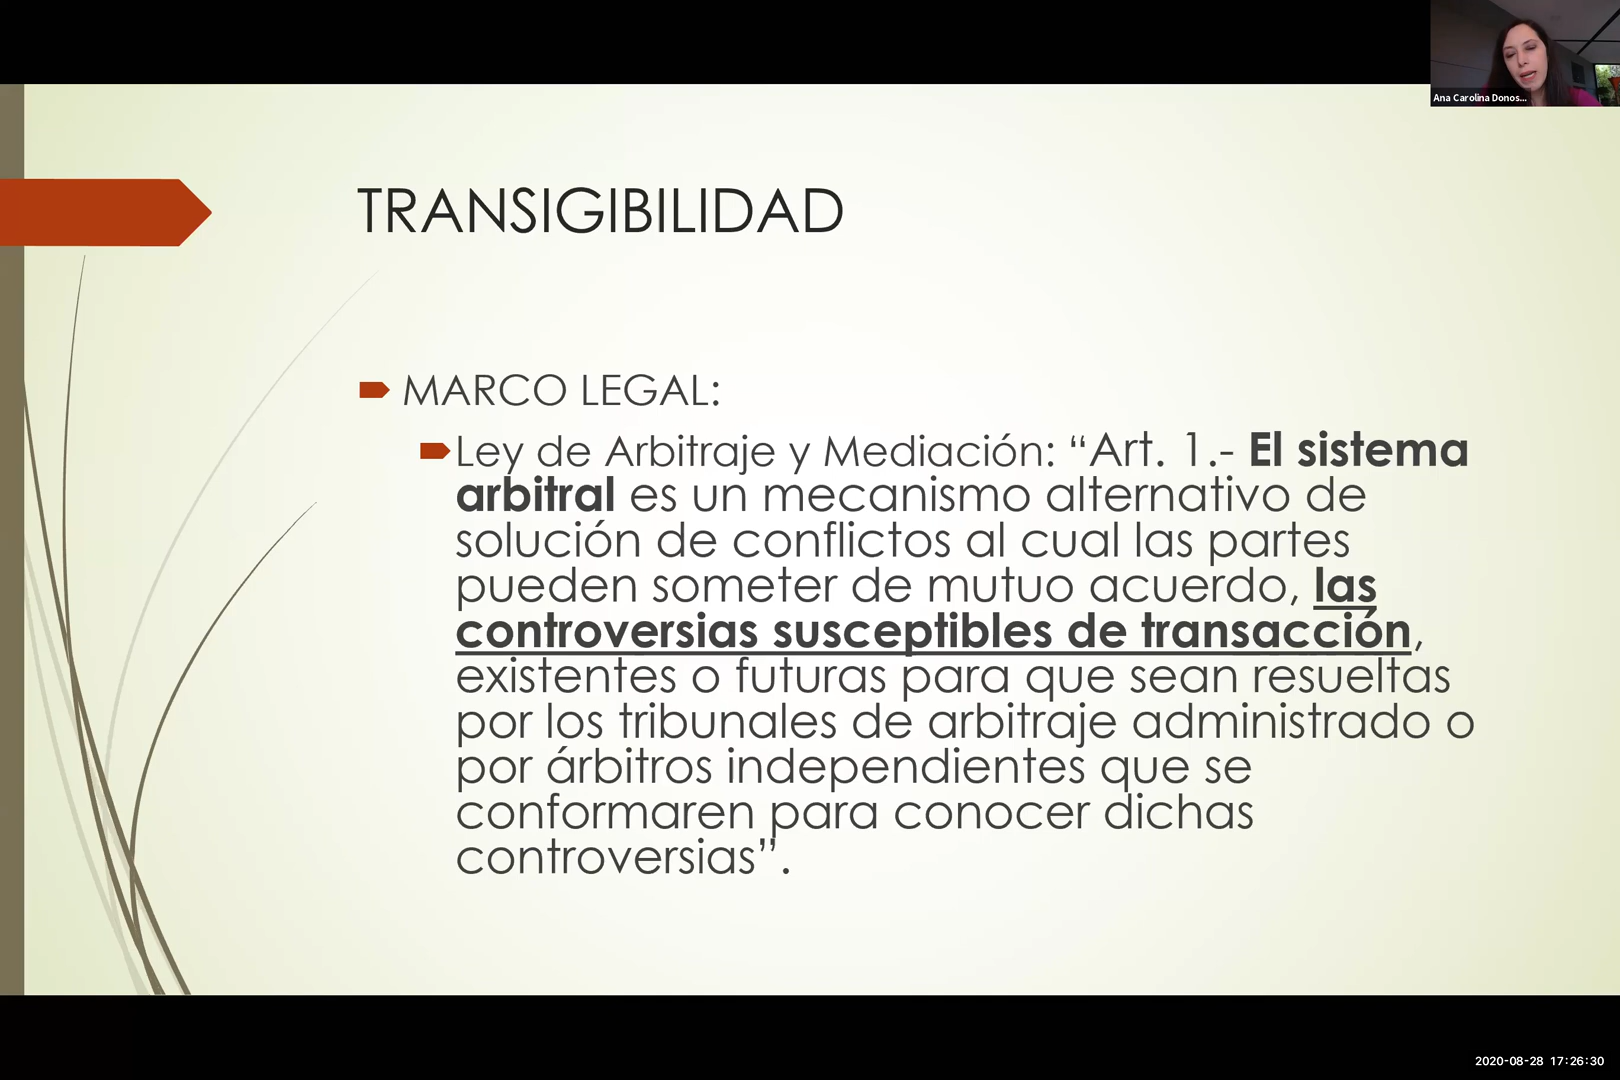 Ana Carolina Donos...
TRANSIGIBILIDAD
MARCO LEGAL:
Ley de Arbitraje y Mediación: “Art. 1.- El sistema
arbitral es un mecanismo alternativo de
solución de conflictos al cual las partes
pueden someter de mutuo acuerdo, las
controversias susceptibles de transacción,
existentes o futuras para que sean resueltas
por los tribunales de arbitraje administrado o
por árbitros independientes que se
conformaren para conocer dichas
controversias”.
2020-08-28 17:26:30